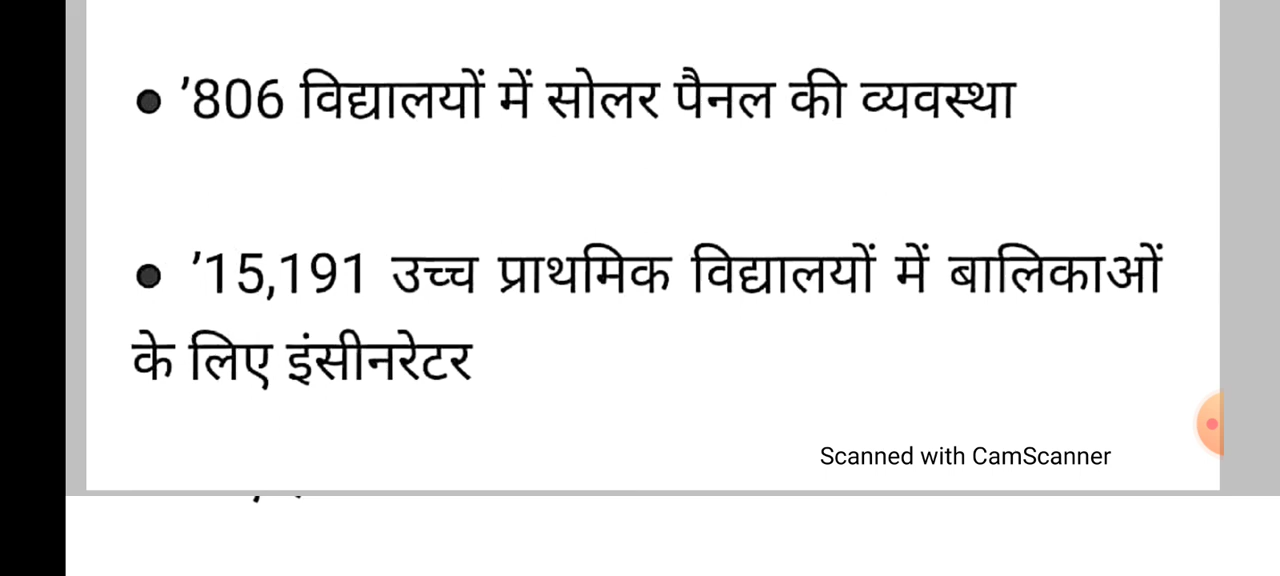 ● ’806 विद्यालयों में सोलर पैनल की व्यवस्था
● ’15,191 उच्च प्राथमिक विद्यालयों में बालिकाओं
के लिए इंसीनरेटर
Scanned with CamScanner